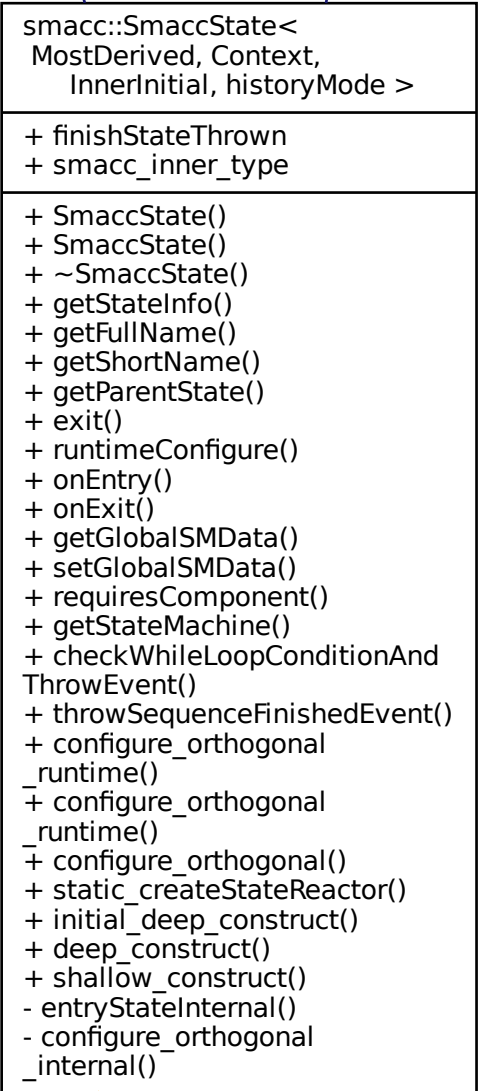 smacc::SmaccState<
MostDerived, Context,
InnerInitial, historyMode >
+ finishStateThrown
+ smacc_inner_type
+ SmaccState()
+ SmaccState()
+ ~SmaccState()
+ getStateInfo()
+ getFullName()
+ getShortName()
+ getParentState()
+ exit()
+ runtimeConfigure()
+ onEntry()
+ onExit()
+ getGlobalSMData()
+ setGlobalSMData()
+ requiresComponent()
+ getStateMachine()
+ checkWhileLoopConditionAnd
ThrowEvent()
+ throwSequenceFinishedEvent()
+ configure_orthogonal
_runtime()
+ configure_orthogonal
_runtime()
+ configure_orthogonal()
+ static_createStateReactor()
+ initial_deep_construct()
+ deep_construct()
+ shallow_construct()
- entryStateInternal()
- configure_orthogonal
_internal()